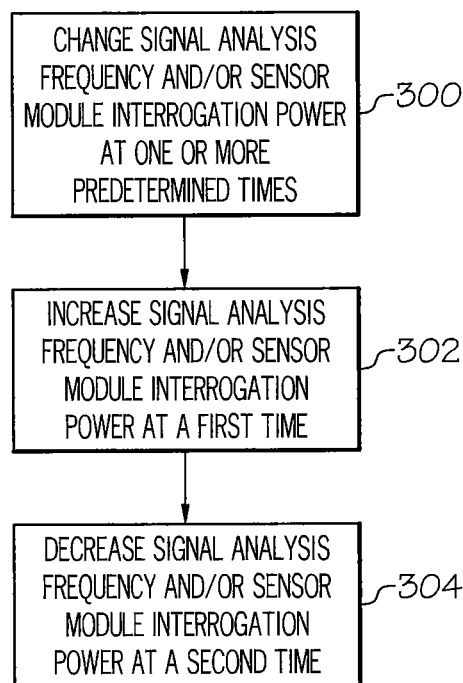 CHANGE SIGNAL ANALYSIS
FREQUENCY AND/OR SENSOR
MODULE INTERROGATION POWER
AT ONE OR MORE
PREDETERMINED TIMES
300
INCREASE SIGNAL ANALYSIS
FREQUENCY AND/OR SENSOR
MODULE INTERROGATION
POWER AT A FIRST TIME
302
DECREASE SIGNAL ANALYSIS
FREQUENCY AND/OR SENSOR
MODULE INTERROGATION
POWER AT A SECOND TIME
304